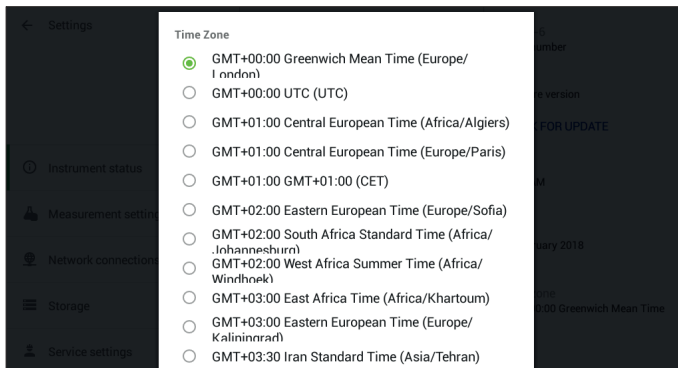 Settings
Time Zone
GMT+00:00 Greenwich Mean Time (Europe/
London)
GMT+00:00 UTC (UTC)
GMT+01:00 Central European Time (Africa/Algiers)
GMT+01:00 Central European Time (Europe/Paris)
GMT+01:00 GMT+01:00 (CET)
GMT+02:00 Eastern European Time (Europe/Sofia)
GMT+02:00 South Africa Standard Time (Africa/
Johannesburg)
GMT+02:00 West Africa Summer Time (Africa/
Windhoek)
GMT+03:00 East Africa Time (Africa/Khartoum)
GMT+03:00 Eastern European Time (Europe/
Kaliningrad)
GMT+03:30 Iran Standard Time (Asia/Tehran)
Instrument status
Measurement setting
Network connections
Storage
Service settings
number
version
FOR UPDATE
2018
0:00 Greenwich Mean Time